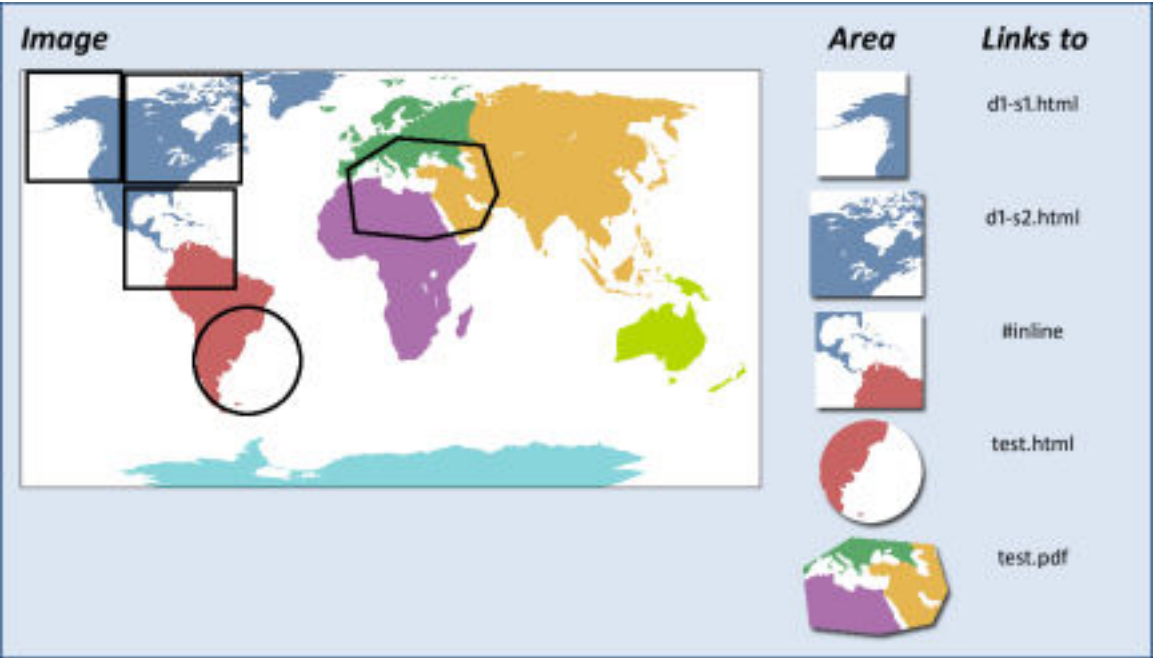 Image
Area
Links to
d1-s1.html
d1-s2.html
#inline
test.html
test.pdf